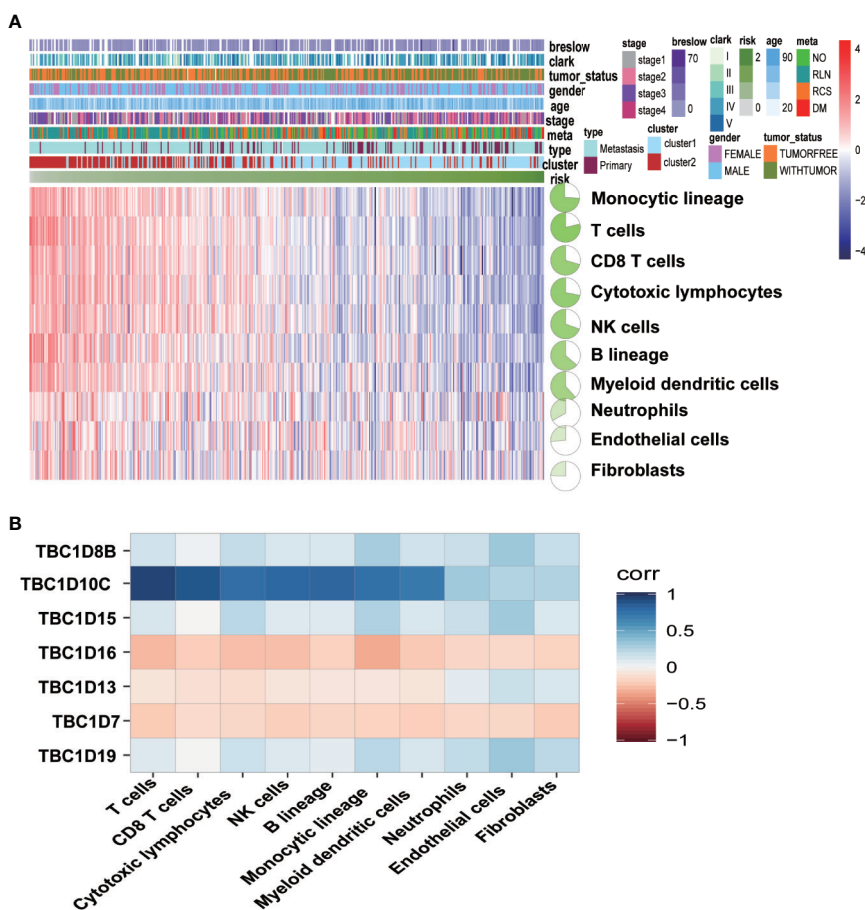 A
breslow
clark
tumor_status
gender
age
stage
meta
type
cluster
risk
stage
stage1
stage2
stage3
stage4
breslow
70
0
clark
I
II
III
IV
V
risk
2
0
age
90
20
meta
NO
RLN
RCS
DM
type
Metastasis
Primary
cluster
cluster1
cluster2
gender
FEMALE
MALE
tumor_status
TUMORFREE
WITHTUMOR
4
2
0
−2
−4
Monocytic lineage
T cells
CD8 T cells
Cytotoxic lymphocytes
NK cells
B lineage
Myeloid dendritic cells
Neutrophils
Endothelial cells
Fibroblasts
B
TBC1D8B
TBC1D10C
TBC1D15
TBC1D16
TBC1D13
TBC1D7
TBC1D19
T cells
CD8 T cells
Cytotoxic lymphocytes
NK cells
B lineage
Monocytic lineage
Myeloid dendritic cells
Neutrophils
Endothelial cells
Fibroblasts
corr
1
0.5
0
−0.5
−1